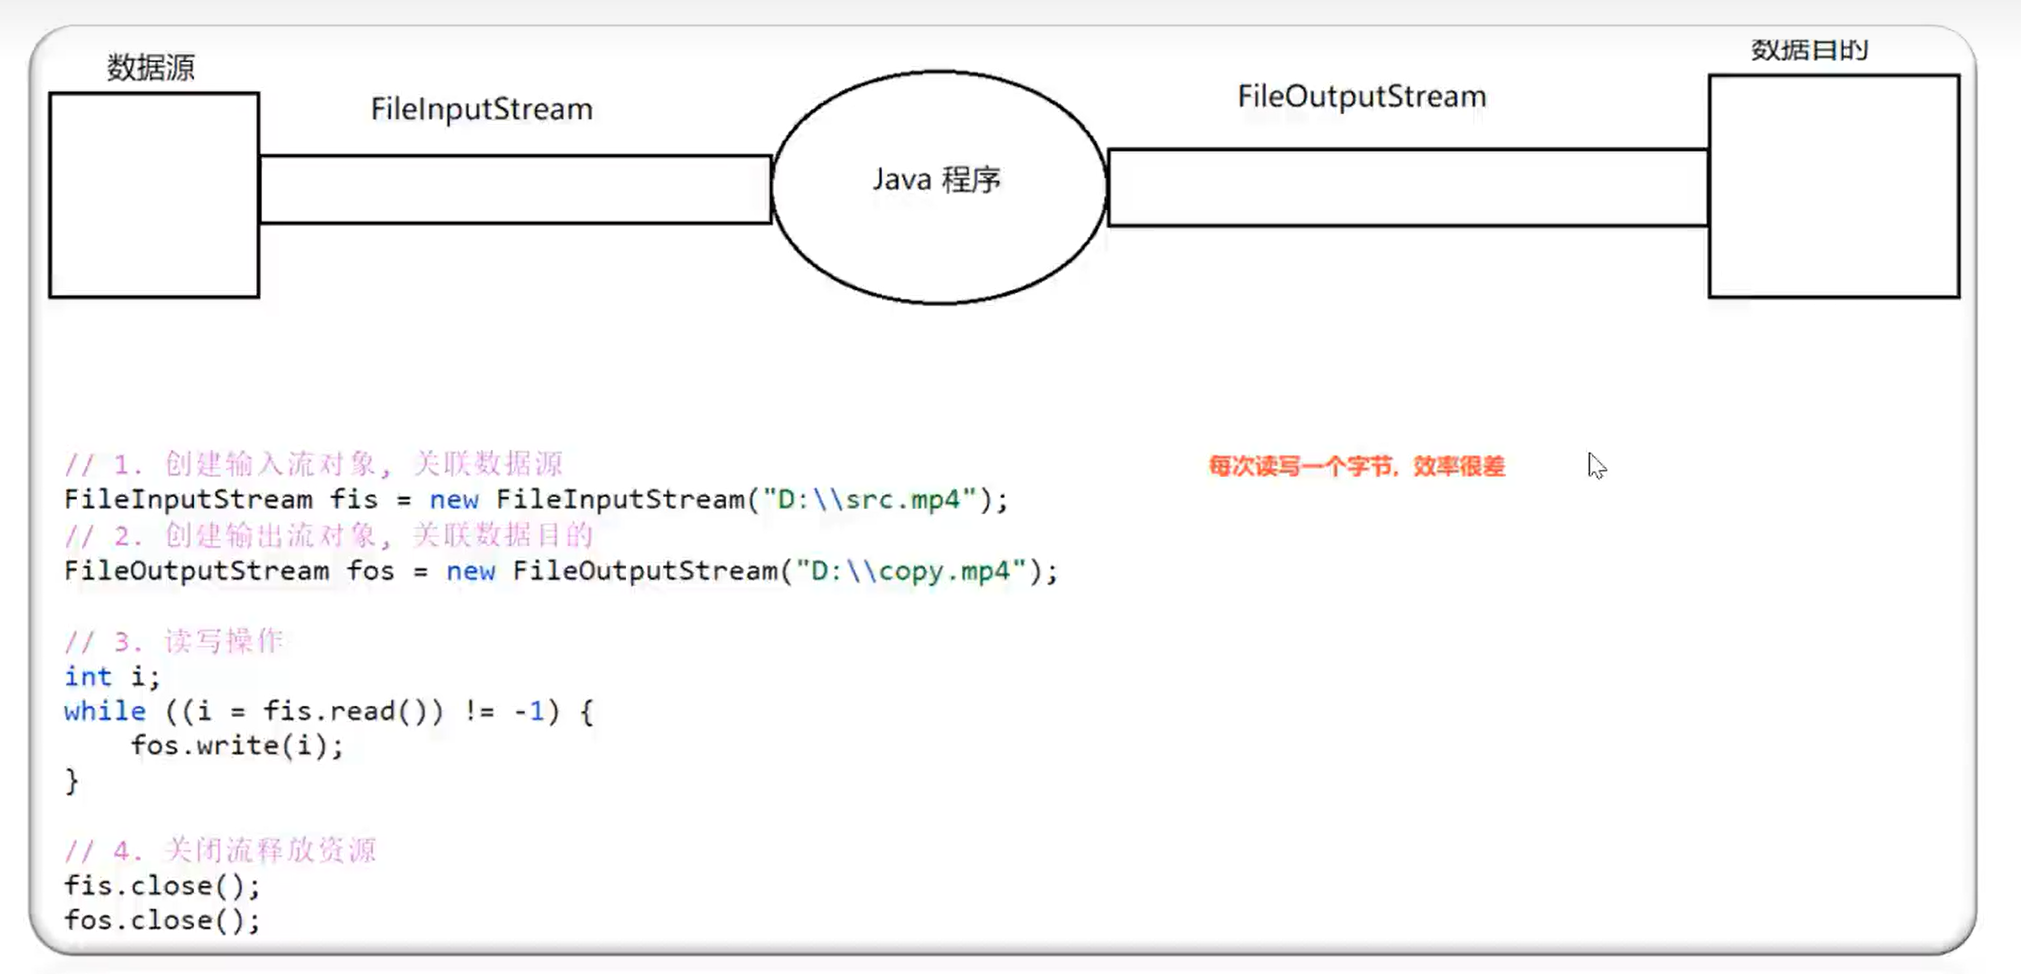 数据源
数据目的
FileInputStream
FileOutputStream
Java 程序
// 1. 创建输入流对象, 关联数据源
每次读写一个字节, 效率很差
FileInputStream fis = new FileInputStream("D:\\src.mp4");
// 2. 创建输出流对象, 关联数据目的
FileOutputStream fos = new FileOutputStream("D:\\copy.mp4");
// 3. 读写操作
int i;
while ((i = fis.read()) != -1) {
    fos.write(i);
}
// 4. 关闭流释放资源
fis.close();
fos.close();